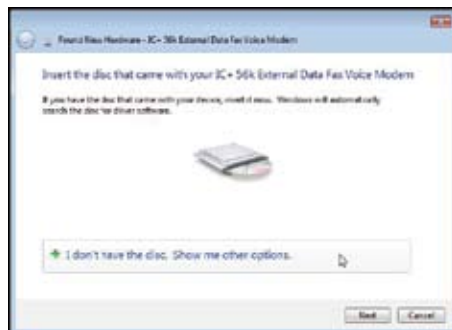 Found New Hardware - IC+ 56k External Data Fax Voice Modem
Insert the disc that came with your IC+ 56k External Data Fax Voice Modem
If you have the disc that came with your device, insert it now. Windows will automatically
search the disc for driver software.
I don't have the disc. Show me other options.
Next Cancel